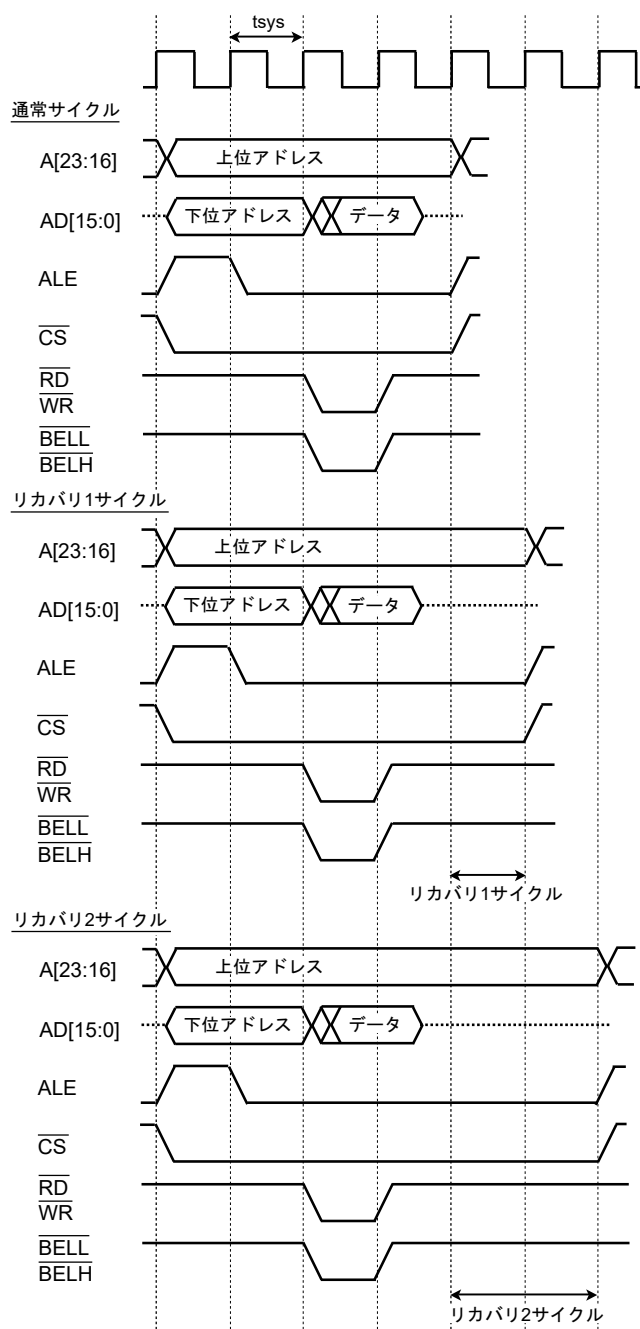 tsys
通常サイクル
A[23:16]
上位アドレス
AD[15:0]
下位アドレス
データ
ALE
CS
RD
WR
BELL
BELH
リカバリ1サイクル
A[23:16]
上位アドレス
AD[15:0]
下位アドレス
データ
ALE
CS
RD
WR
BELL
BELH
リカバリ1サイクル
リカバリ2サイクル
A[23:16]
上位アドレス
AD[15:0]
下位アドレス
データ
ALE
CS
RD
WR
BELL
BELH
リカバリ2サイクル